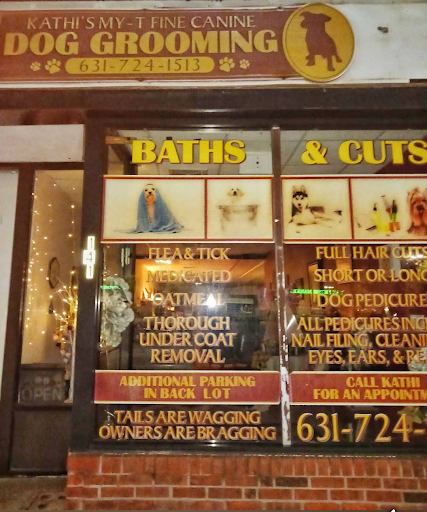 KATHI'S MY-T FINE CANINE
DOG GROOMING
631-724-1513
BATHS
FLEA & TICK
MEDICATED
OATMEAL
THOROUGH
UNDER COAT
REMOVAL
ADDITIONAL PARKING
IN BACK LOT
TAILS ARE WAGGING
OWNERS ARE BRAGGING
& CUTS
FULL HAIR CUTS
SHORT OR LONG
DOG PEDICURE
ALL PEDICURES INC
NAIL FILING, CLEANI
EYES, EARS, &
CALL KATHI
FOR AN APPOINTM
631-724-
OPEN